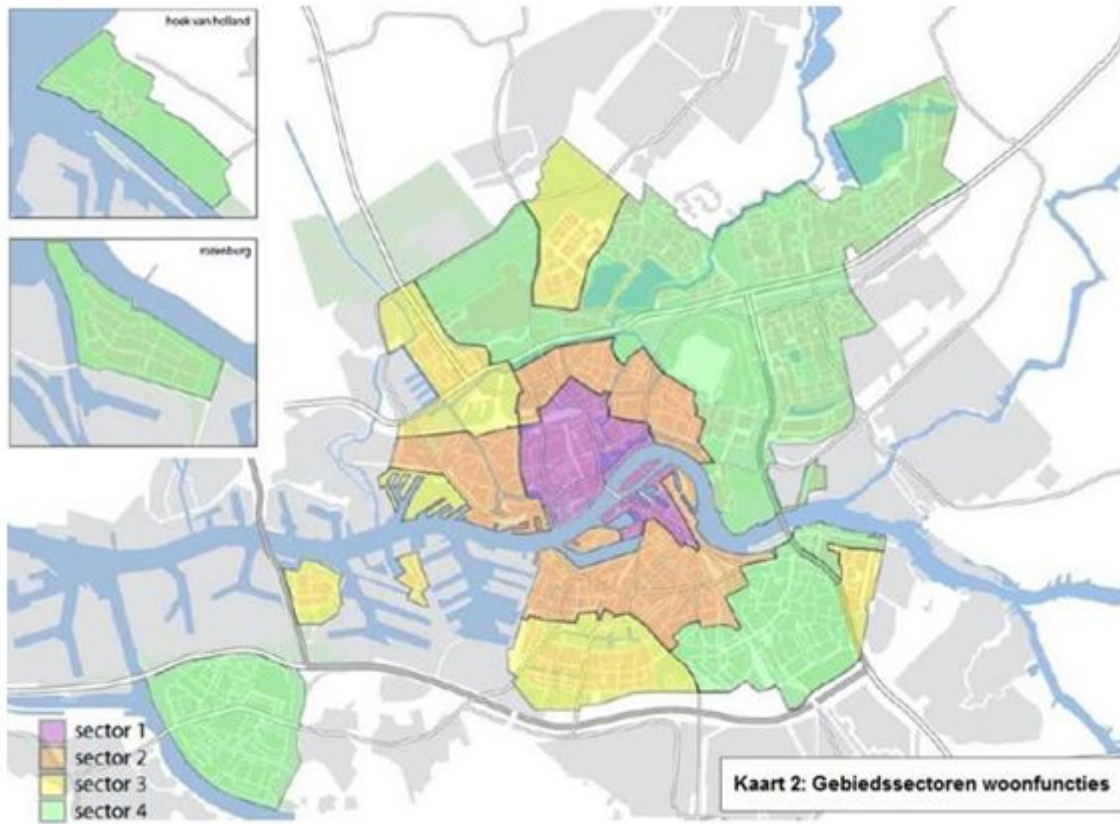 hoek van holland
rozenburg
sector 1
sector 2
sector 3
sector 4
Kaart 2: Gebiedssectoren woonfuncties